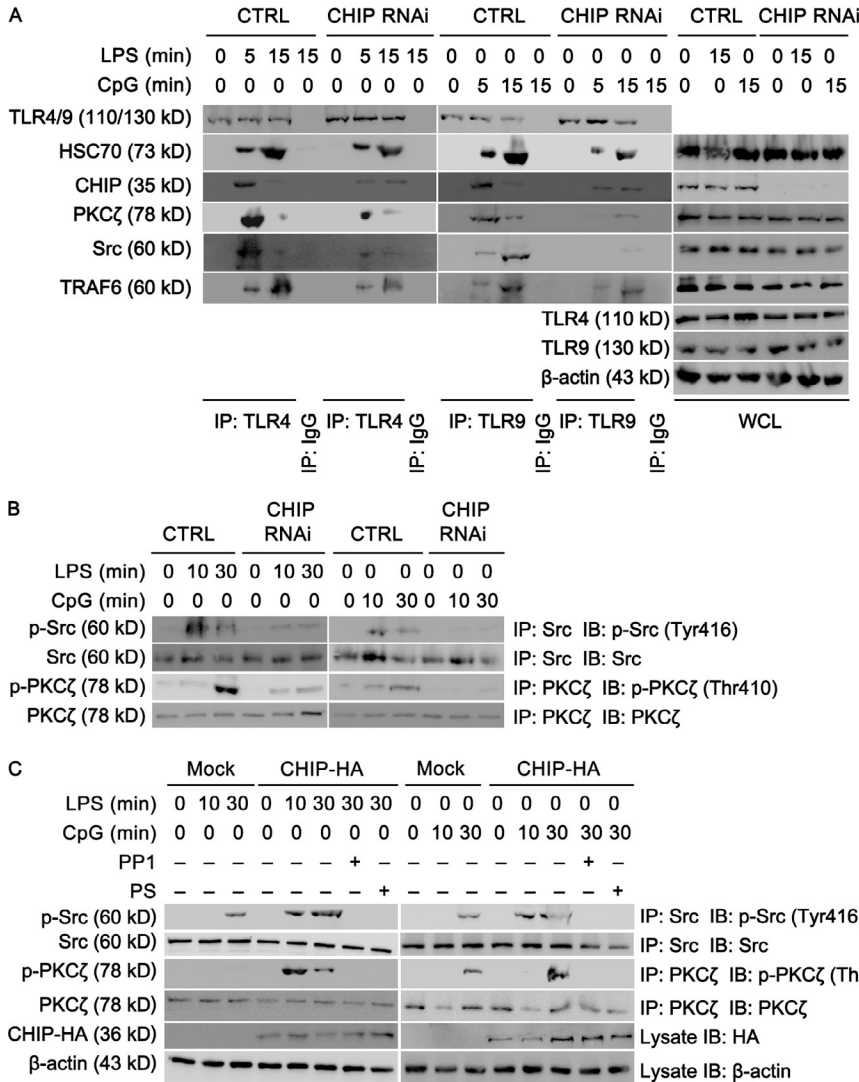 A
CTRL CHIP RNAi CTRL CHIP RNAi CTRL CHIP RNAi
LPS (min) 0 5 15 15 0 5 15 15 0 0 0 0 0 0 0 0 0 15 0 0 15 0
CpG (min) 0 0 0 0 0 0 0 0 0 5 15 15 0 5 15 15 0 0 15 0 0 15
TLR4/9 (110/130 kD)
HSC70 (73 kD)
CHIP (35 kD)
PKCζ (78 kD)
Src (60 kD)
TRAF6 (60 kD)
TLR4 (110 kD)
TLR9 (130 kD)
β-actin (43 kD)
IP: TLR4 IP: IgG IP: TLR4 IP: IgG IP: TLR9 IP: IgG IP: TLR9 IP: IgG WCL
B
CTRL CHIP RNAi CTRL CHIP RNAi
LPS (min) 0 10 30 0 10 30 0 0 0 0 0 0
CpG (min) 0 0 0 0 0 0 0 10 30 0 10 30
p-Src (60 kD) IP: Src IB: p-Src (Tyr416)
Src (60 kD) IP: Src IB: Src
p-PKCζ (78 kD) IP: PKCζ IB: p-PKCζ (Thr410)
PKCζ (78 kD) IP: PKCζ IB: PKCζ
C
Mock CHIP-HA Mock CHIP-HA
LPS (min) 0 10 30 0 10 30 30 30 0 0 0 0 0 0 0 0
CpG (min) 0 0 0 0 0 0 0 0 0 10 30 0 10 30 30 30
PP1 – – – – – – + – – – – – – – + –
PS – – – – – – – + – – – – – – – +
p-Src (60 kD) IP: Src IB: p-Src (Tyr416
Src (60 kD) IP: Src IB: Src
p-PKCζ (78 kD) IP: PKCζ IB: p-PKCζ (Th
PKCζ (78 kD) IP: PKCζ IB: PKCζ
CHIP-HA (36 kD) Lysate IB: HA
β-actin (43 kD) Lysate IB: β-actin